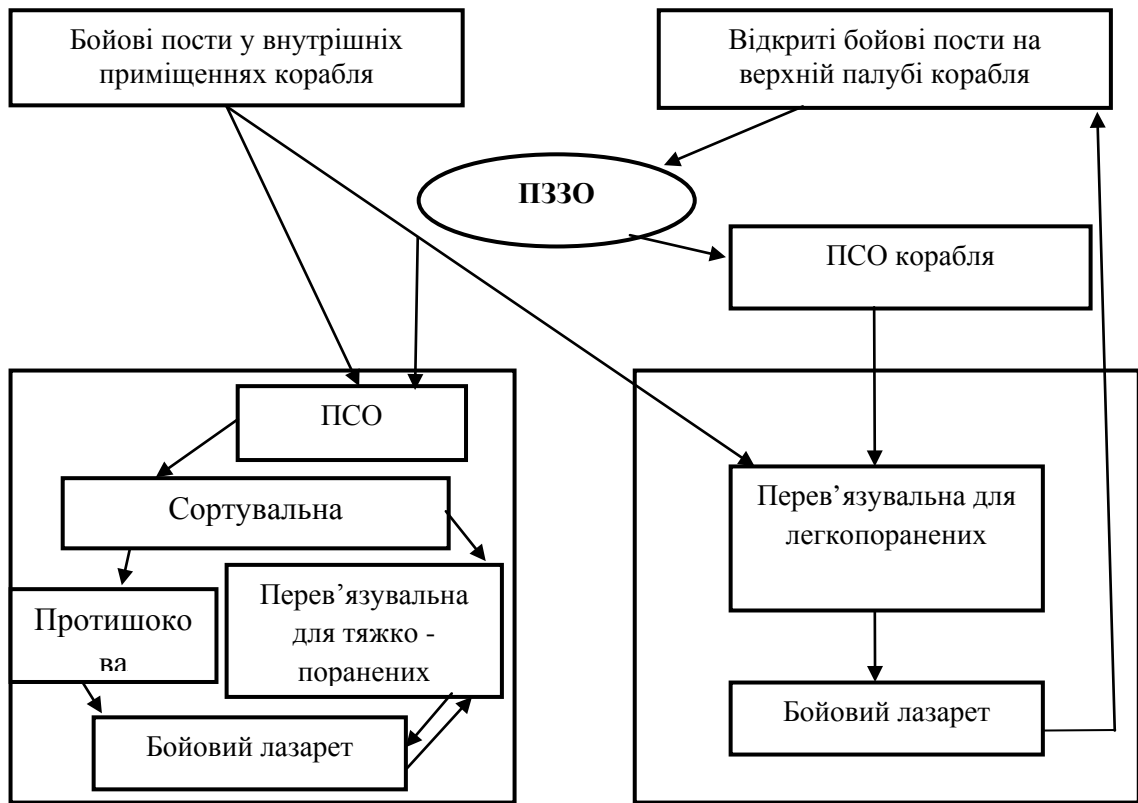 Бойові пости у внутрішніх
приміщеннях корабля
Відкриті бойові пости на
верхній палубі корабля
ПЗЗО
ПСО корабля
ПСО
Сортувальна
Протишоко
ва
Перев’язувальна
для тяжко -
поранених
Бойовий лазарет
Перев’язувальна для
легкопоранених
Бойовий лазарет